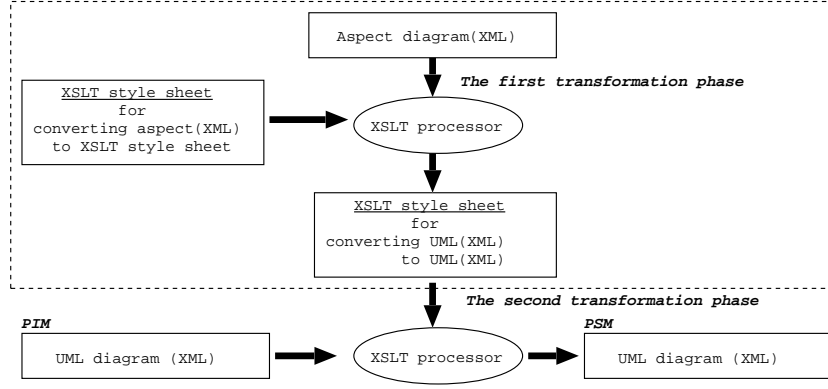 Aspect diagram(XML)
The first transformation phase
XSLT style sheet
for
converting aspect(XML)
to XSLT style sheet
XSLT processor
XSLT style sheet
for
converting UML(XML)
to UML(XML)
The second transformation phase
PIM
UML diagram (XML)
XSLT processor
PSM
UML diagram (XML)